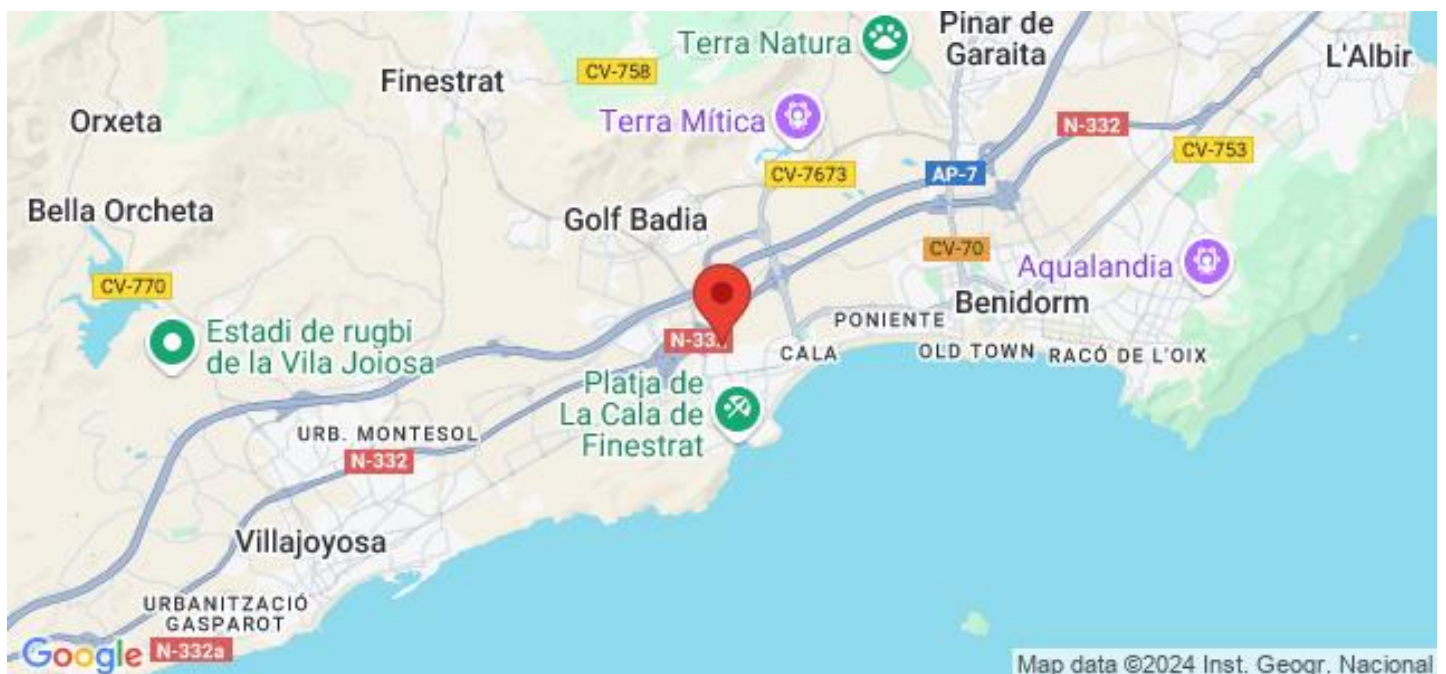 Terra Natura
Pinar de
Garaita
L'Albir
Finestrat
CV-758
Orxeta
Terra Mítica
N-332
CV-753
CV-7673
AP-7
Bella Orcheta
Golf Badia
CV-70
Aqualandia
CV-770
Benidorm
PONIENTE
Estadi de rugbi
de la Vila Joiosa
CALA
OLD TOWN
RACÓ DE L'OIX
Platja de
La Cala de
Finestrat
URB. MONTESOL
N-332
Villajoyosa
URBANITZACIÓ
GASPAROT
N-332a
Google
Map data ©2024 Inst. Geogr. Nacional